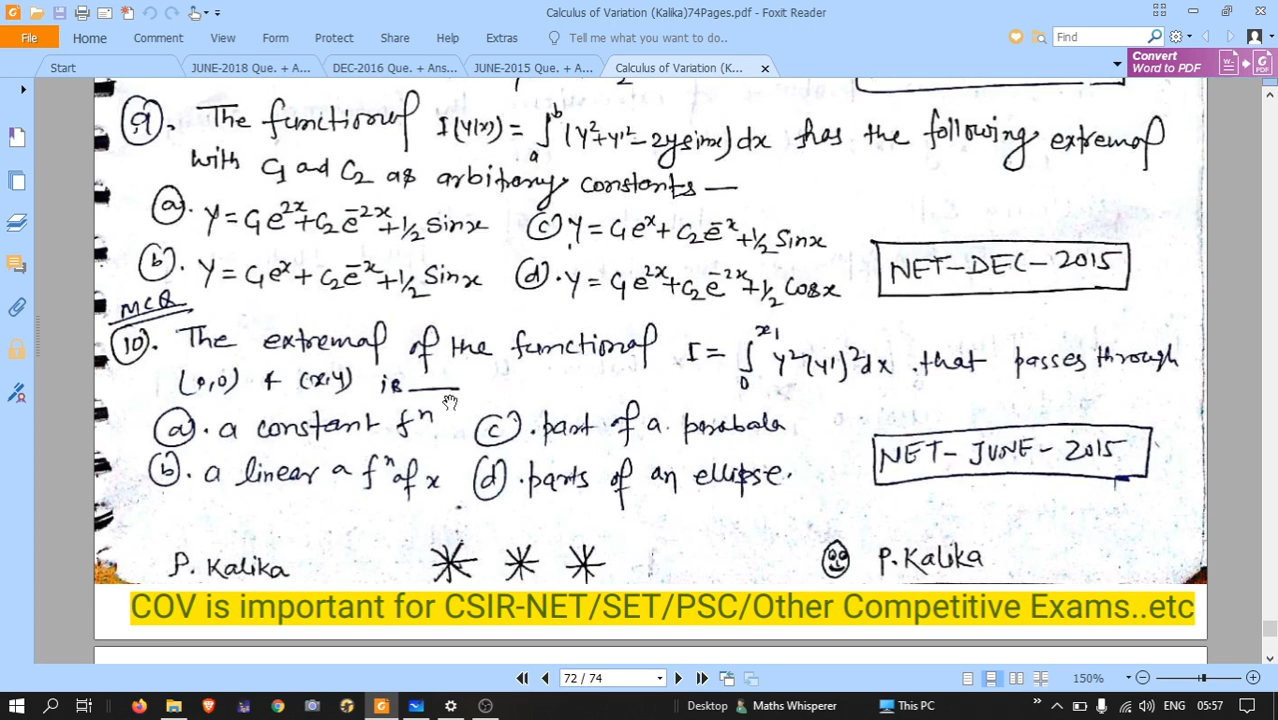 Calculus of Variation (Kalika)74Pages.pdf - Foxit Reader
File Home Comment View Form Protect Share Help Extras Tell me what you want to do.. Find
Start JUNE-2018 Que. + A... DEC-2016 Que. + Ans... JUNE-2015 Que. + An... Calculus of Variation (K...
Convert
Word to PDF
9. The functional I(y(x)) = ∫ₐᵇ (y²+y'²-2y sinx)dx has the following extremal
with C₁ and C₂ as arbitrary constants —
a. y = C₁e²ˣ+C₂e⁻²ˣ+½ Sinx c. y = C₁eˣ+C₂e⁻ˣ+½ Sinx
b. y = C₁eˣ+C₂e⁻ˣ+½ Sinx d. y = C₁e²ˣ+C₂e⁻²ˣ+½ Cosx
NET-DEC-2015
MCQ
10. The extremal of the functional I = ∫₀ˣ¹ y²(y')²dx .that passes through
(0,0) & (x,y) is ____
a. a constant fⁿ c. part of a parabola
b. a linear a fⁿ of x d. parts of an ellipse.
NET- JUNE- 2015
P. Kalika P. Kalika
COV is important for CSIR-NET/SET/PSC/Other Competitive Exams..etc
72 / 74 150%
Desktop Maths Whisperer This PC ENG 05:57